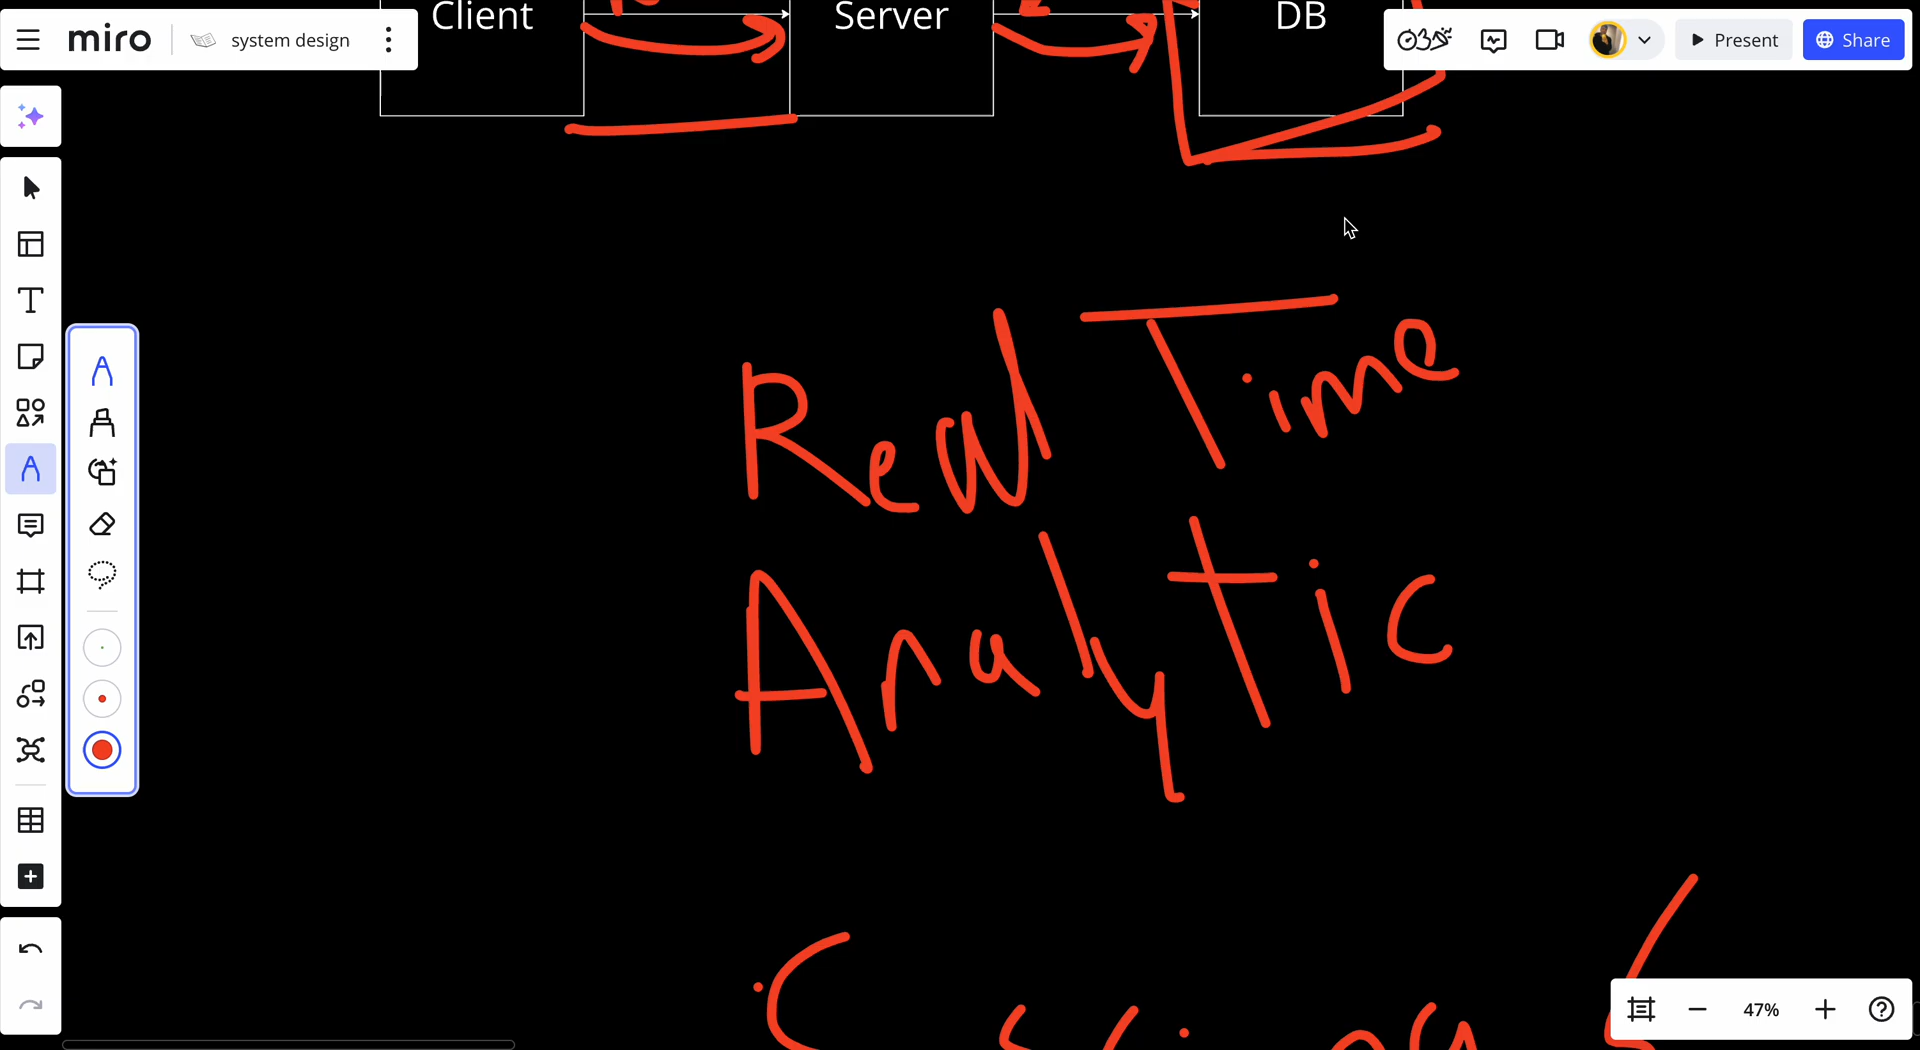 Client Server DB
miro system design Present Share
Real Time
Analytic
47%